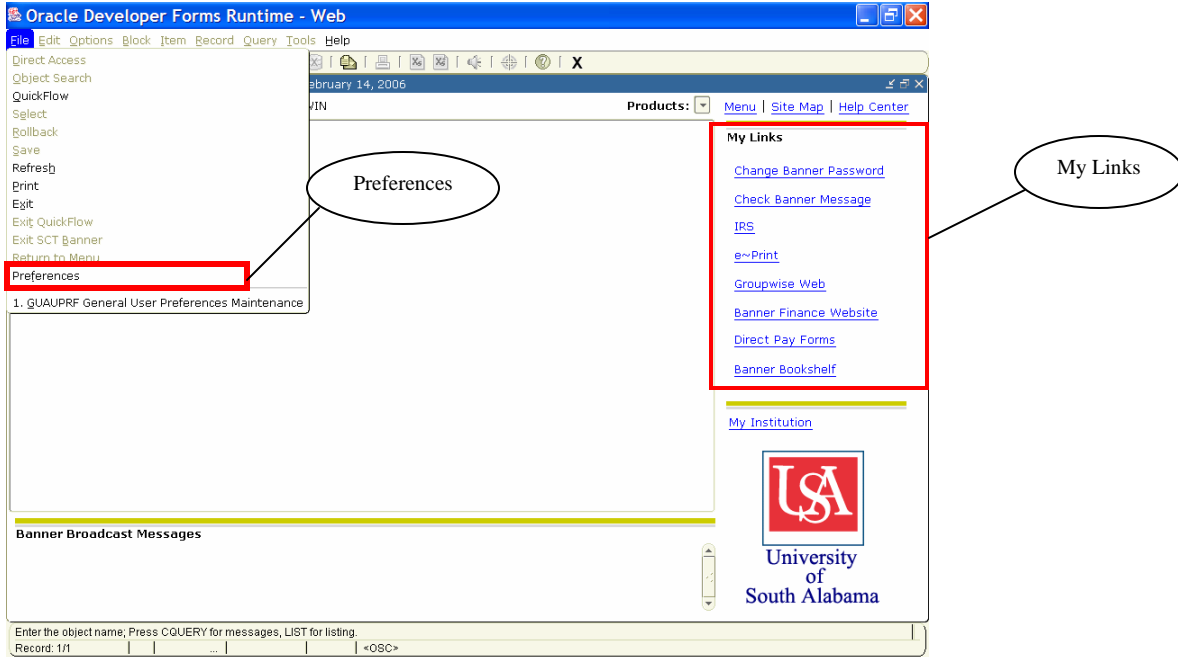 Oracle Developer Forms Runtime - Web
File Edit Options Block Item Record Query Tools Help
Direct Access
Object Search
QuickFlow
Select
Rollback
Save
Refresh
Print
Exit
Exit QuickFlow
Exit SCT Banner
Return to Menu
Preferences
1. GUAUPRF General User Preferences Maintenance
X
ebruary 14, 2006
Products: Menu | Site Map | Help Center
My Links
Change Banner Password
Check Banner Message
IRS
e~Print
Groupwise Web
Banner Finance Website
Direct Pay Forms
Banner Bookshelf
My Institution
USA
University
of
South Alabama
Preferences
My Links
Banner Broadcast Messages
Enter the object name; Press CQUERY for messages, LIST for listing.
Record: 1/1 ... <OSC>